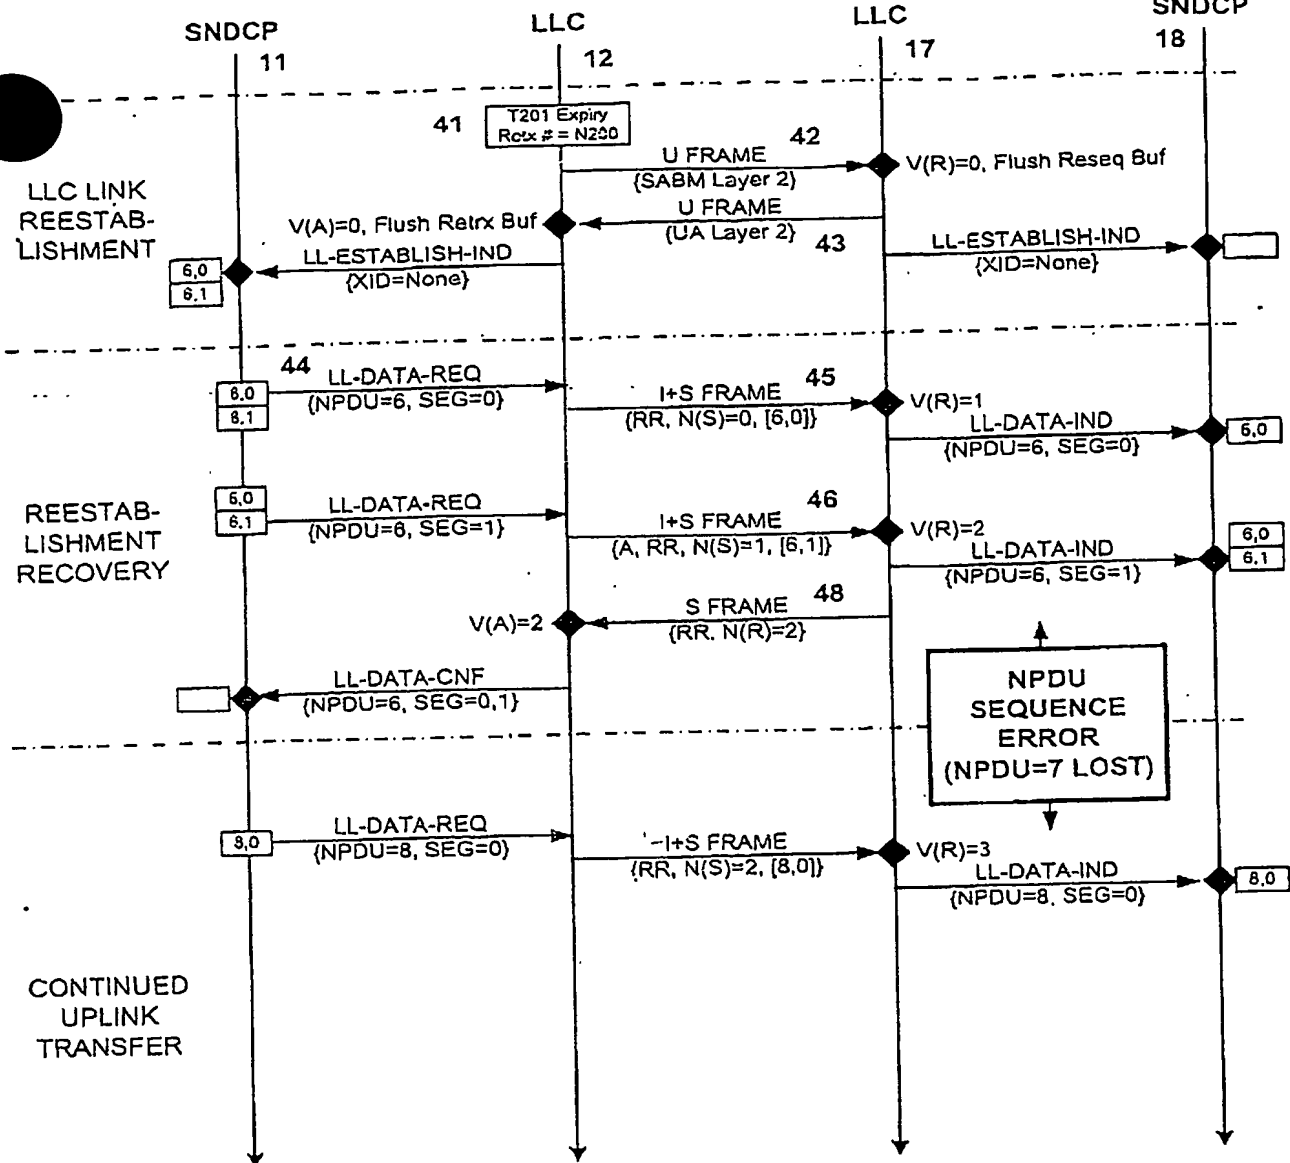 SNDCP
LLC
LLC
SNDCP
11
12
17
18
41
T201 Expiry
Retx # = N200
42
U FRAME
{SABM Layer 2}
V(R)=0, Flush Reseq Buf
LLC LINK
REESTAB-
LISHMENT
V(A)=0, Flush Retrx Buf
U FRAME
{UA Layer 2}
43
LL-ESTABLISH-IND
{XID=None}
LL-ESTABLISH-IND
{XID=None}
6,0
6.1
44
LL-DATA-REQ
{NPDU=6, SEG=0}
6.0
6.1
I+S FRAME
45
{RR, N(S)=0, [6,0]}
V(R)=1
LL-DATA-IND
{NPDU=6, SEG=0}
6,0
REESTAB-
LISHMENT
RECOVERY
6,0
6.1
LL-DATA-REQ
{NPDU=6, SEG=1}
46
I+S FRAME
{A, RR, N(S)=1, [6,1]}
V(R)=2
LL-DATA-IND
{NPDU=6, SEG=1}
6,0
6.1
V(A)=2
S FRAME
48
{RR, N(R)=2}
LL-DATA-CNF
{NPDU=6, SEG=0,1}
NPDU
SEQUENCE
ERROR
(NPDU=7 LOST)
8,0
LL-DATA-REQ
{NPDU=8, SEG=0}
I+S FRAME
{RR, N(S)=2, [8,0]}
V(R)=3
LL-DATA-IND
{NPDU=8, SEG=0}
8,0
CONTINUED
UPLINK
TRANSFER